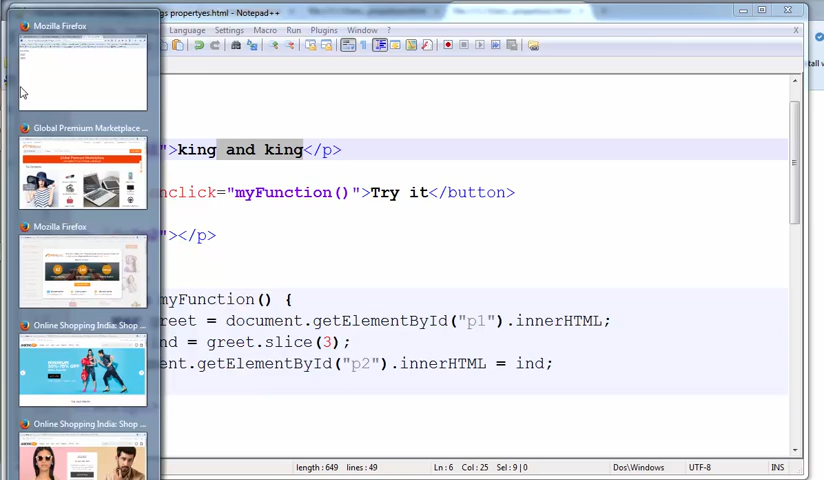 gs propertyes.html - Notepad++
Language Settings Macro Run Plugins Window ?
X
">king and king</p>
nclick="myFunction()">Try it</button>
"></p>
myFunction() {
reet = document.getElementById("p1").innerHTML;
nd = greet.slice(3);
ent.getElementById("p2").innerHTML = ind;
length : 649 lines : 49 Ln : 6 Col : 25 Sel : 9 | 0 Dos\Windows UTF-8 INS
Mozilla Firefox
Global Premium Marketplace ...
Mozilla Firefox
Online Shopping India: Shop ...
Online Shopping India: Shop ...
tall w